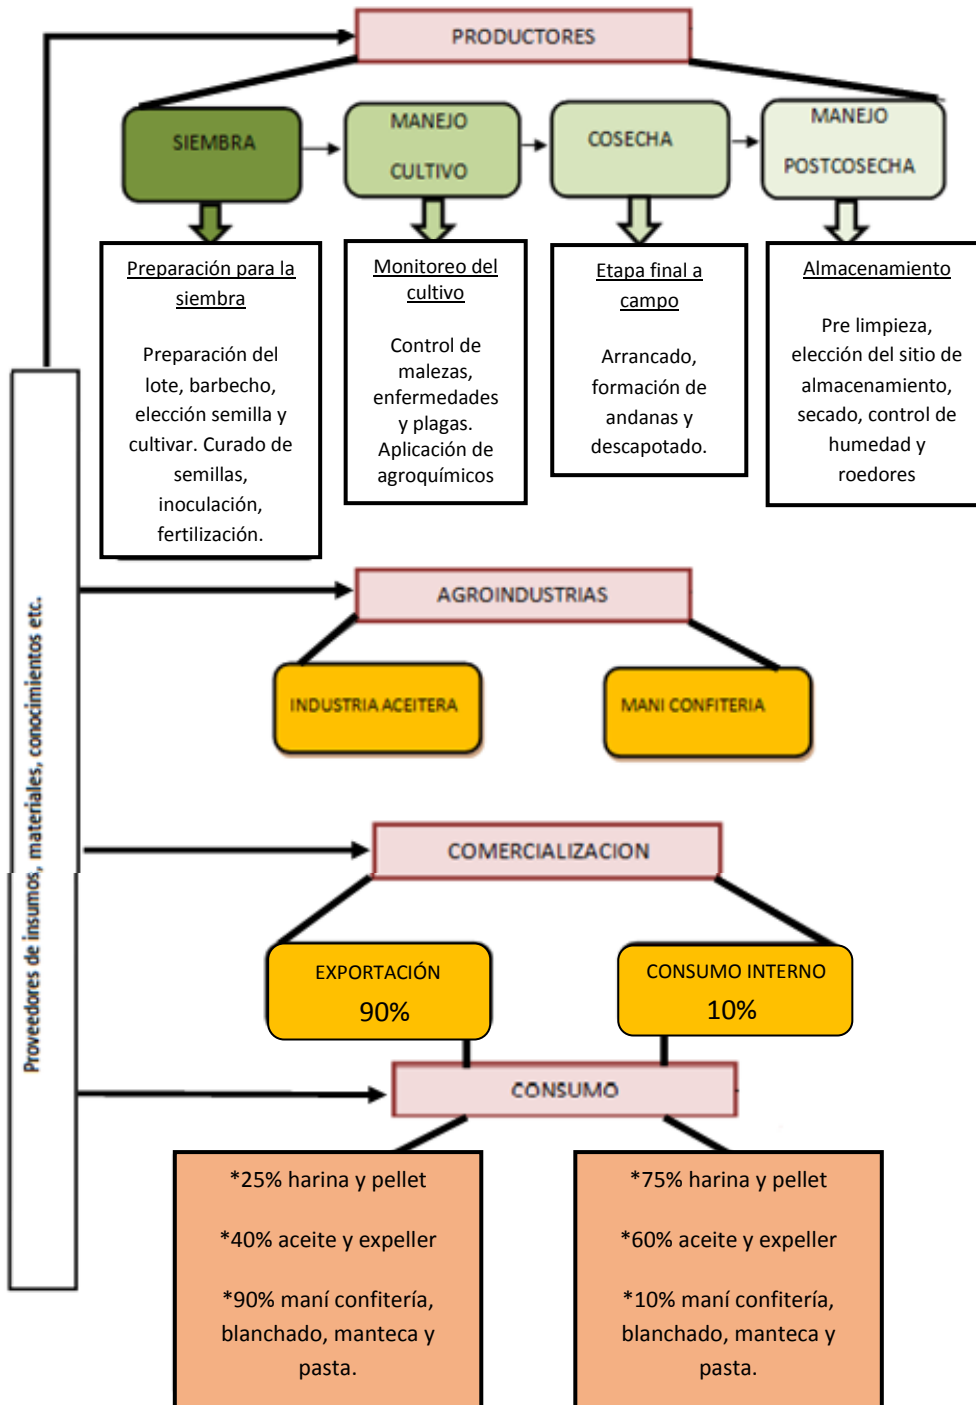 PRODUCTORES
SIEMBRA
MANEJO
CULTIVO
COSECHA
MANEJO
POSTCOSECHA
Preparación para la
siembra
Preparación del
lote, barbecho,
elección semilla y
cultivar. Curado de
semillas,
inoculación,
fertilización.
Monitoreo del
cultivo
Control de
malezas,
enfermedades
y plagas.
Aplicación de
agroquímicos
Etapa final a
campo
Arrancado,
formación de
andanas y
descapotado.
Almacenamiento
Pre limpieza,
elección del sitio de
almacenamiento,
secado, control de
humedad y
roedores
Proveedores de insumos, materiales, conocimientos etc.
AGROINDUSTRIAS
INDUSTRIA ACEITERA
MANI CONFITERIA
COMERCIALIZACION
EXPORTACIÓN
90%
CONSUMO INTERNO
10%
CONSUMO
*25% harina y pellet
*40% aceite y expeller
*90% maní confitería,
blanchado, manteca y
pasta.
*75% harina y pellet
*60% aceite y expeller
*10% maní confitería,
blanchado, manteca y
pasta.